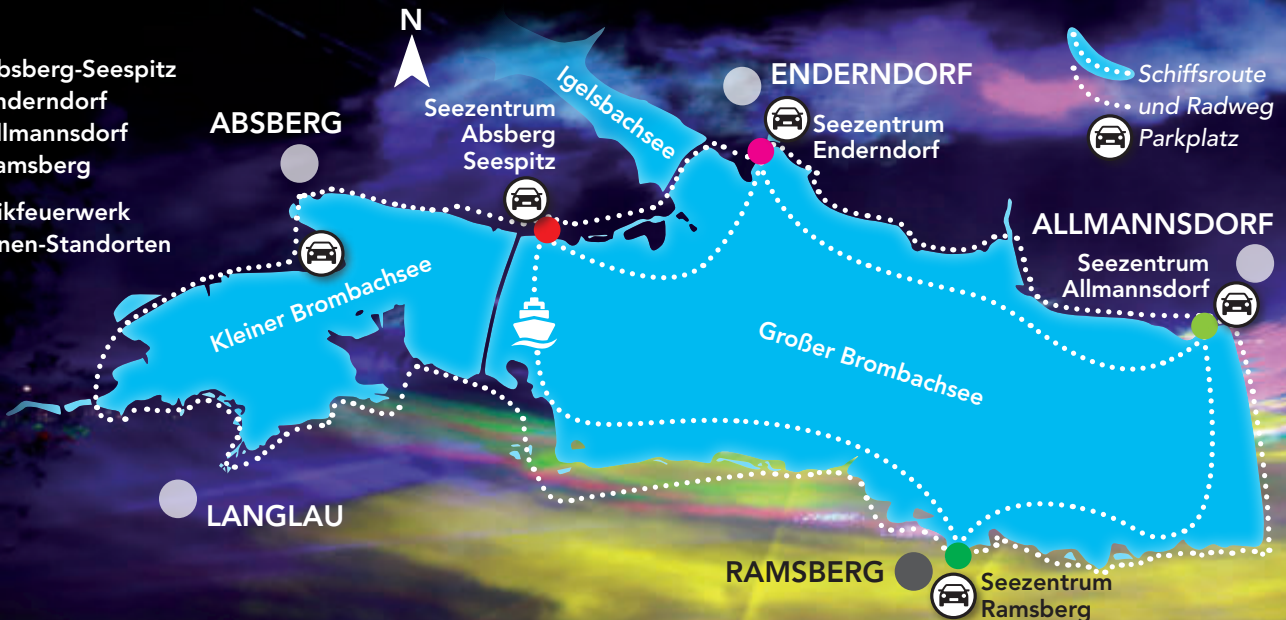 bsberg-Seespitz
nderndorf
llmannsdorf
amsberg
ikfeuerwerk
nen-Standorten
N
ABSBERG
Seezentrum
Absberg
Seespitz
Igelsbachsee
ENDERNDORF
Seezentrum
Enderndorf
Schiffsroute
und Radweg
Parkplatz
ALLMANNSDORF
Seezentrum
Allmannsdorf
Kleiner Brombachsee
Großer Brombachsee
LANGLAU
RAMSBERG
Seezentrum
Ramsberg